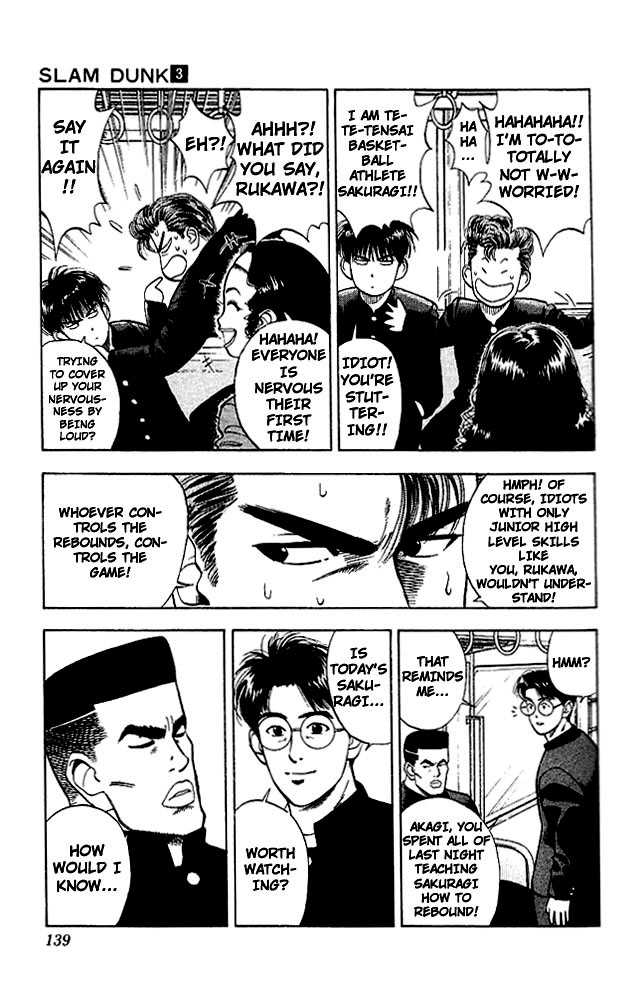 SLAM DUNK 3
HAHAHAHA!!
I'M TO-TO-
TOTALLY
NOT W-W-
WORRIED!
HA
HA
...
I AM TE-
TE-TENSAI
BASKET-
BALL
ATHLETE
SAKURAGI!!
IDIOT!
YOU'RE
STUT-
TER-
ING!!
AHHH?!
WHAT DID
YOU SAY,
RUKAWA?!
EH?!
SAY
IT
AGAIN
!!
HAHAHA!
EVERYONE
IS
NERVOUS
THEIR
FIRST
TIME!
TRYING
TO COVER
UP YOUR
NERVOUS-
NESS BY
BEING
LOUD?
HMPH! OF
COURSE, IDIOTS
WITH ONLY
JUNIOR HIGH
LEVEL SKILLS
LIKE
YOU, RUKAWA,
WOULDN'T UNDER-
STAND!
WHOEVER CON-
TROLS THE
REBOUNDS, CON-
TROLS THE
GAME!
HMM?
THAT
REMINDS
ME...
AKAGI, YOU
SPENT ALL OF
LAST NIGHT
TEACHING
SAKURAGI
HOW TO
REBOUND!
IS
TODAY'S
SAKU-
RAGI...
WORTH
WATCH-
ING?
HOW
WOULD I
KNOW...
139